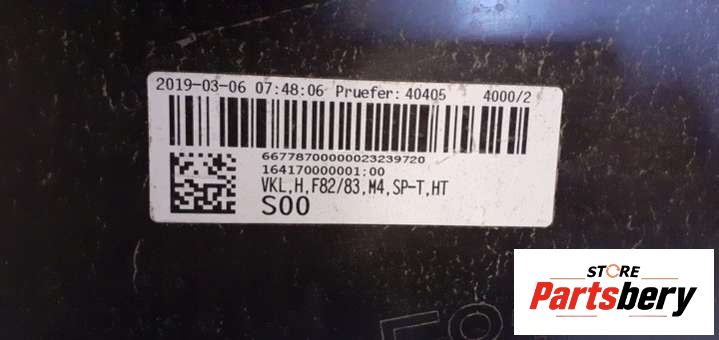 2019-03-06 07:48:06 Pruefer: 40405 4000/2
66778700000023239720
164170000001;00
VKL,H,F82/83,M4,SP-T,HT
S00
STORE
Partsbery